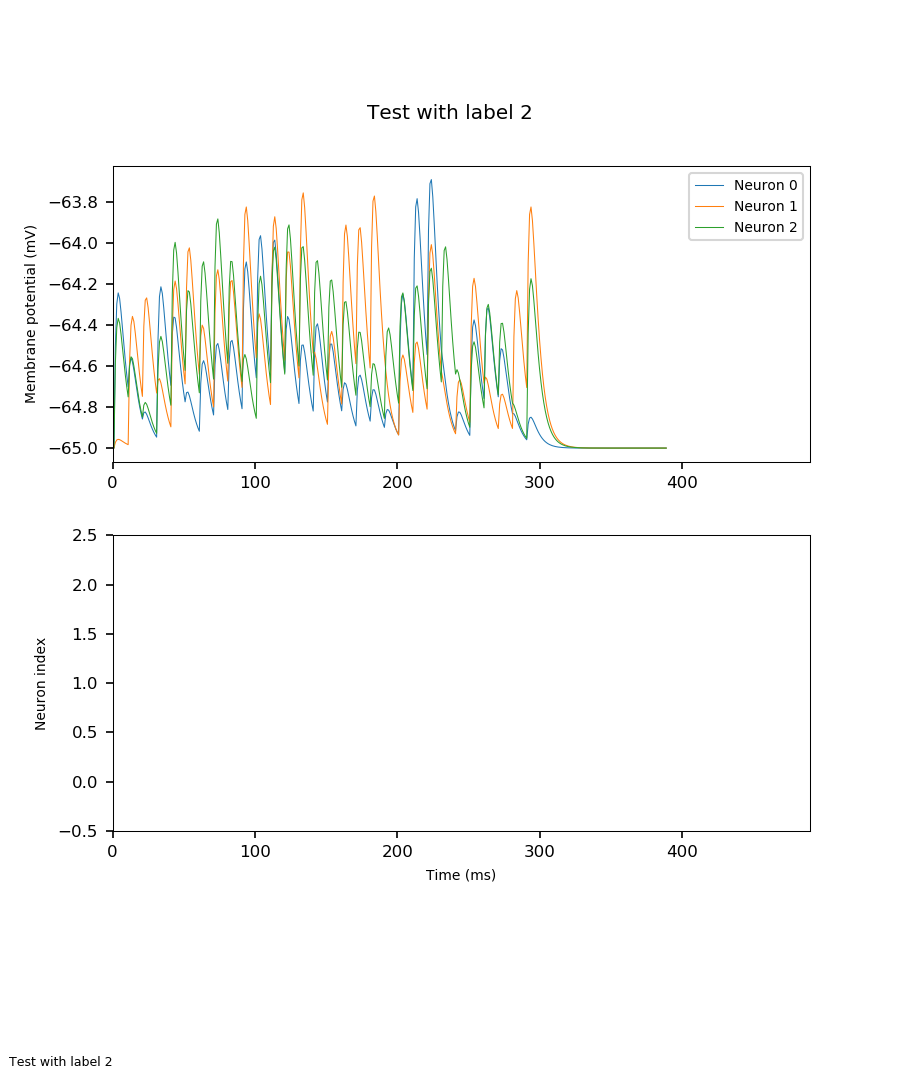 Test with label 2
Membrane potential (mV)
−63.8
−64.0
−64.2
−64.4
−64.6
−64.8
−65.0
Neuron 0
Neuron 1
Neuron 2
0 100 200 300 400
Neuron index
2.5
2.0
1.5
1.0
0.5
0.0
−0.5
0 100 200 300 400
Time (ms)
Test with label 2